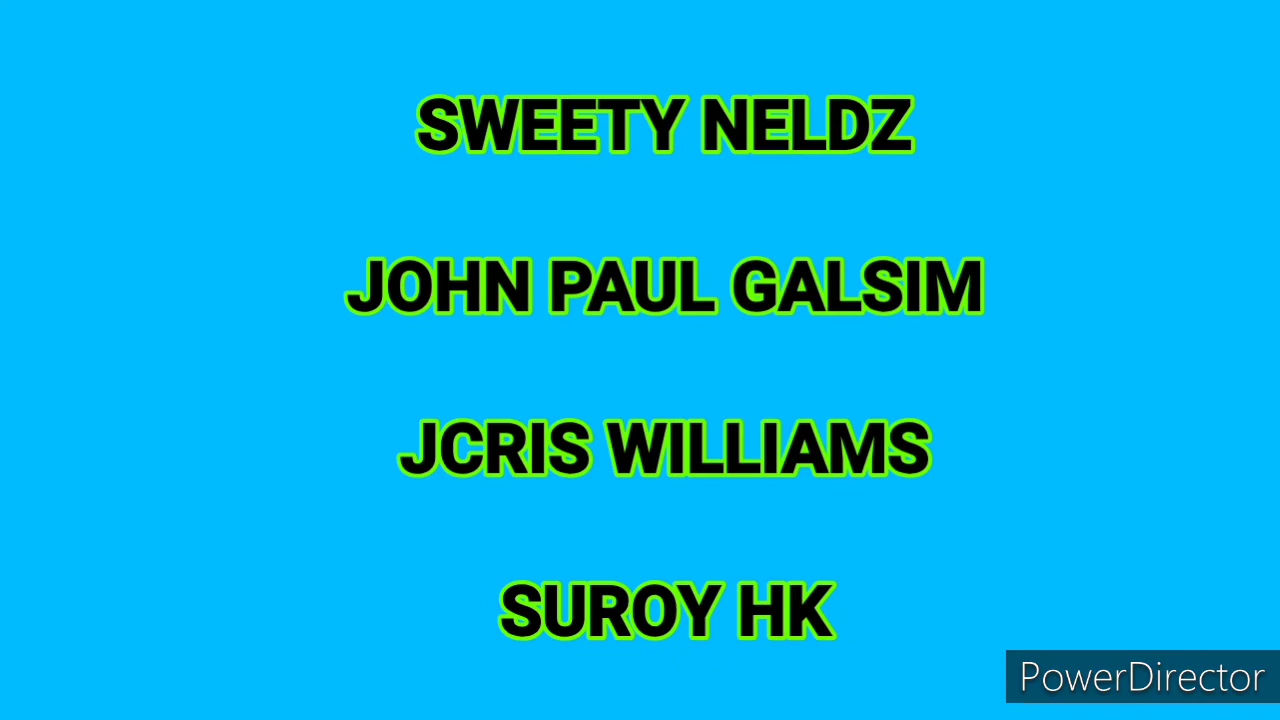 SWEETY NELDZ
JOHN PAUL GALSIM
JCRIS WILLIAMS
SUROY HK
PowerDirector